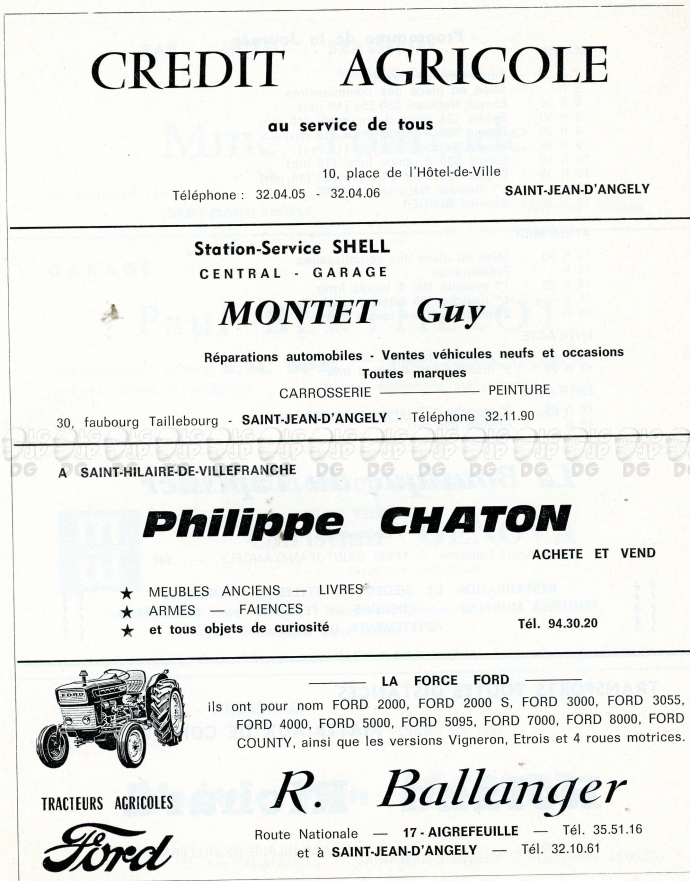 CREDIT AGRICOLE
au service de tous
10, place de l'Hôtel-de-Ville
Téléphone : 32.04.05 - 32.04.06 SAINT-JEAN-D'ANGELY
Station-Service SHELL
CENTRAL - GARAGE
MONTET Guy
Réparations automobiles - Ventes véhicules neufs et occasions
Toutes marques
CARROSSERIE ——— PEINTURE
30, faubourg Taillebourg - SAINT-JEAN-D'ANGELY - Téléphone 32.11.90
A SAINT-HILAIRE-DE-VILLEFRANCHE
Philippe CHATON
ACHETE ET VEND
★ MEUBLES ANCIENS — LIVRES
★ ARMES — FAIENCES
★ et tous objets de curiosité Tél. 94.30.20
——— LA FORCE FORD ———
ils ont pour nom FORD 2000, FORD 2000 S, FORD 3000, FORD 3055,
FORD 4000, FORD 5000, FORD 5095, FORD 7000, FORD 8000, FORD
COUNTY, ainsi que les versions Vigneron, Etrois et 4 roues motrices.
FORD
TRACTEURS AGRICOLES
Ford
R. Ballanger
Route Nationale — 17 - AIGREFEUILLE — Tél. 35.51.16
et à SAINT-JEAN-D'ANGELY — Tél. 32.10.61